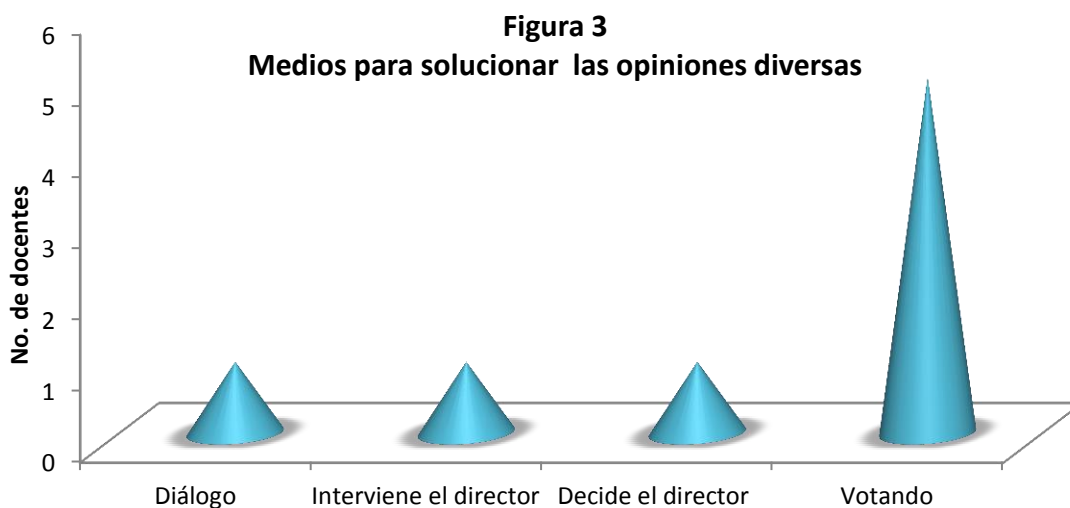 Figura 3
Medios para solucionar las opiniones diversas
No. de docentes
6
5
4
3
2
1
0
Diálogo
Interviene el director
Decide el director
Votando